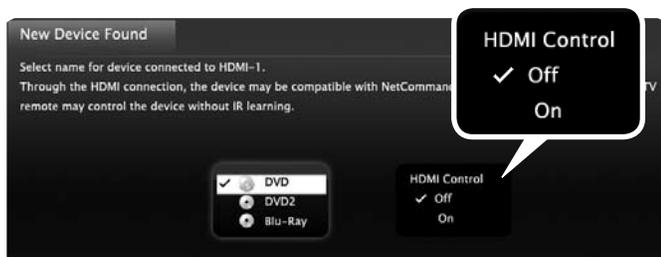 New Device Found
Select name for device connected to HDMI-1.
Through the HDMI connection, the device may be compatible with NetComman TV
remote may control the device without IR learning.
DVD
DVD2
Blu-Ray
HDMI Control
Off
On
HDMI Control
Off
On